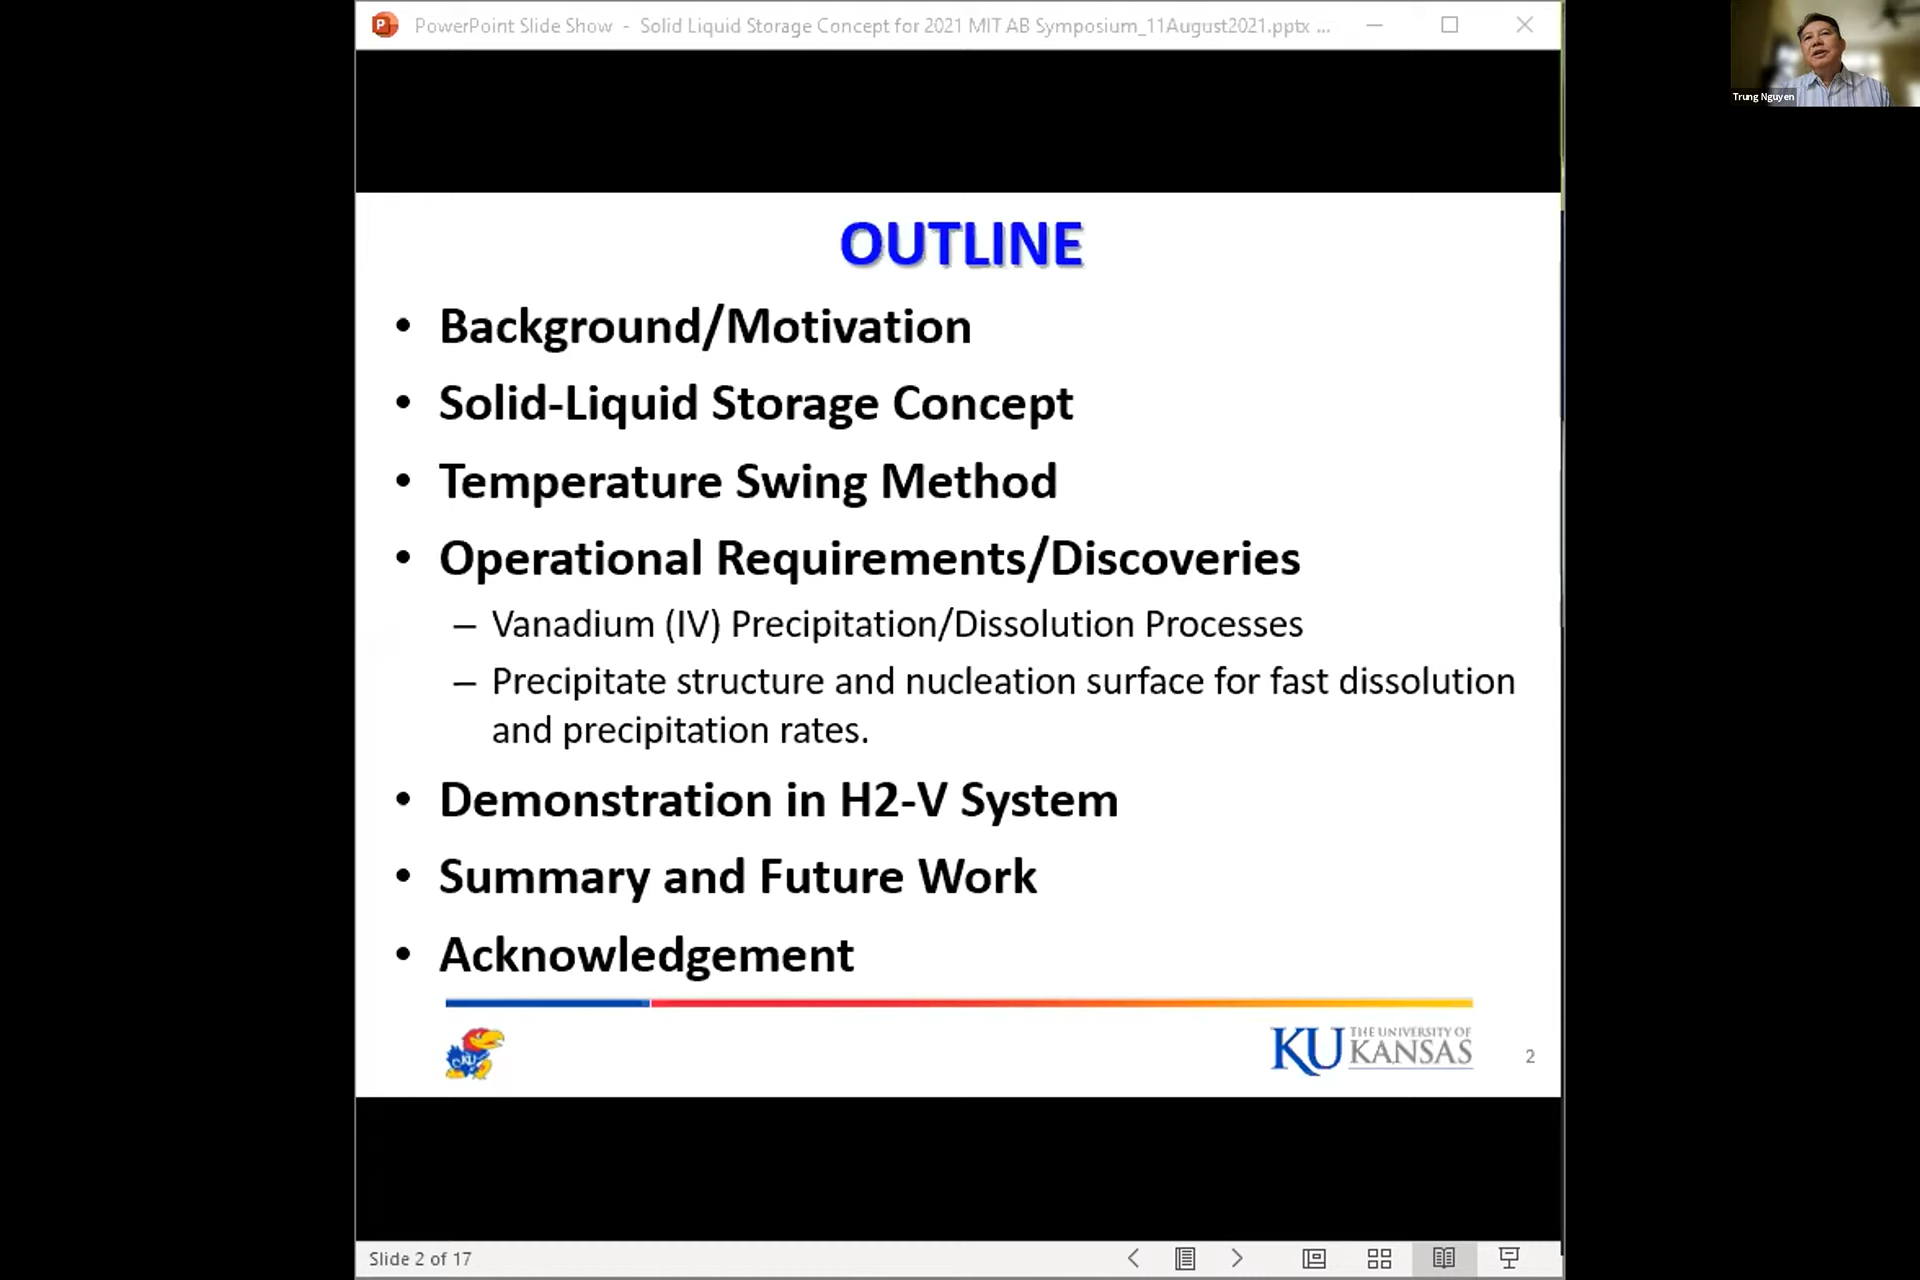 PowerPoint Slide Show - Solid Liquid Storage Concept for 2021 MIT AB Symposium_11August2021.pptx ...
Trung Nguyen
OUTLINE
• Background/Motivation
• Solid-Liquid Storage Concept
• Temperature Swing Method
• Operational Requirements/Discoveries
– Vanadium (IV) Precipitation/Dissolution Processes
– Precipitate structure and nucleation surface for fast dissolution
and precipitation rates.
• Demonstration in H2-V System
• Summary and Future Work
• Acknowledgement
KU
KU THE UNIVERSITY OF
KANSAS
2
Slide 2 of 17